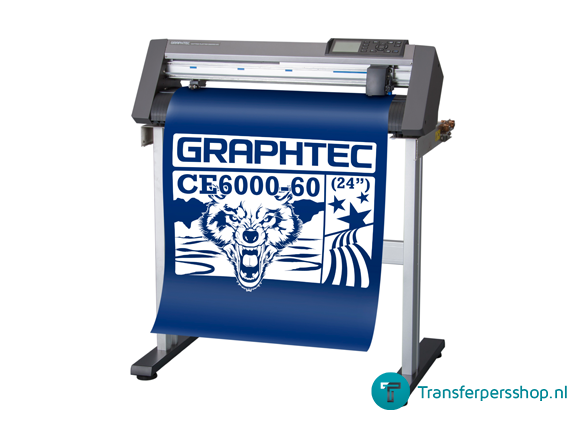 GRAPHTEC
CE6000-60 (24")
Transferpersshop.nl